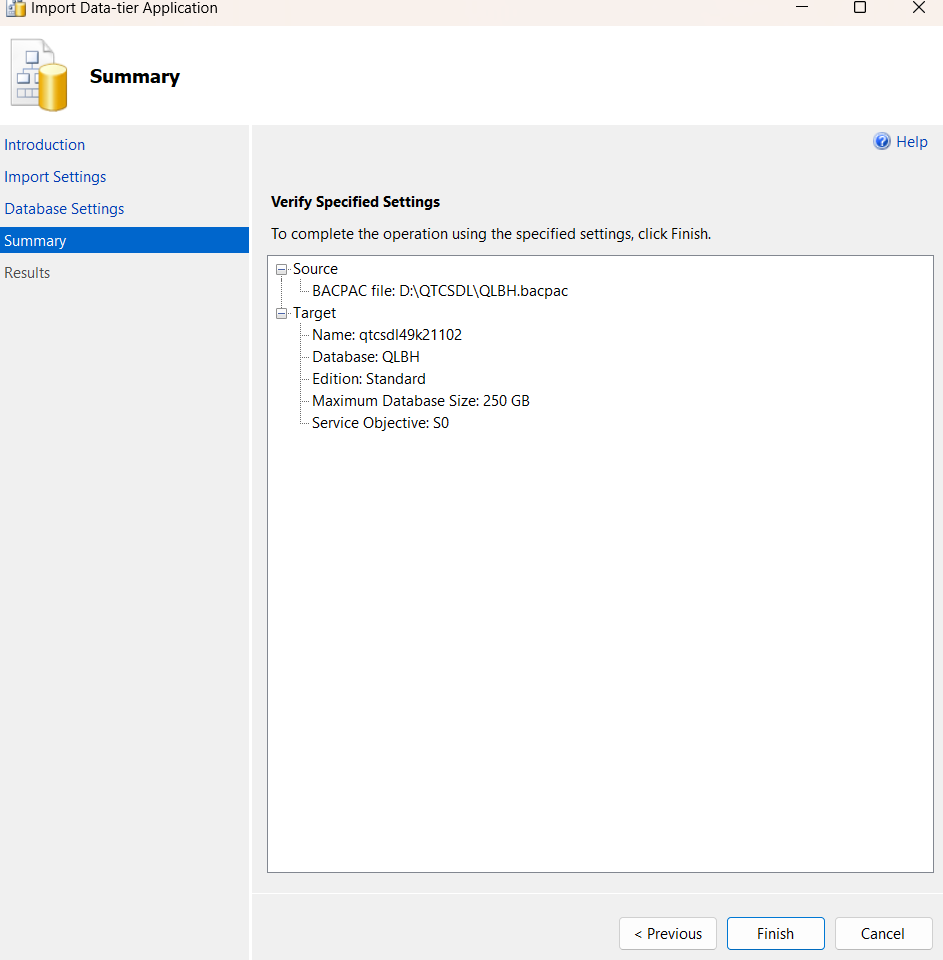 Import Data-tier Application
Summary
Introduction
Import Settings
Database Settings
Summary
Results
Help
Verify Specified Settings
To complete the operation using the specified settings, click Finish.
Source
BACPAC file: D:\QTCSDL\QLBH.bacpac
Target
Name: qtcsdl49k21102
Database: QLBH
Edition: Standard
Maximum Database Size: 250 GB
Service Objective: S0
< Previous
Finish
Cancel